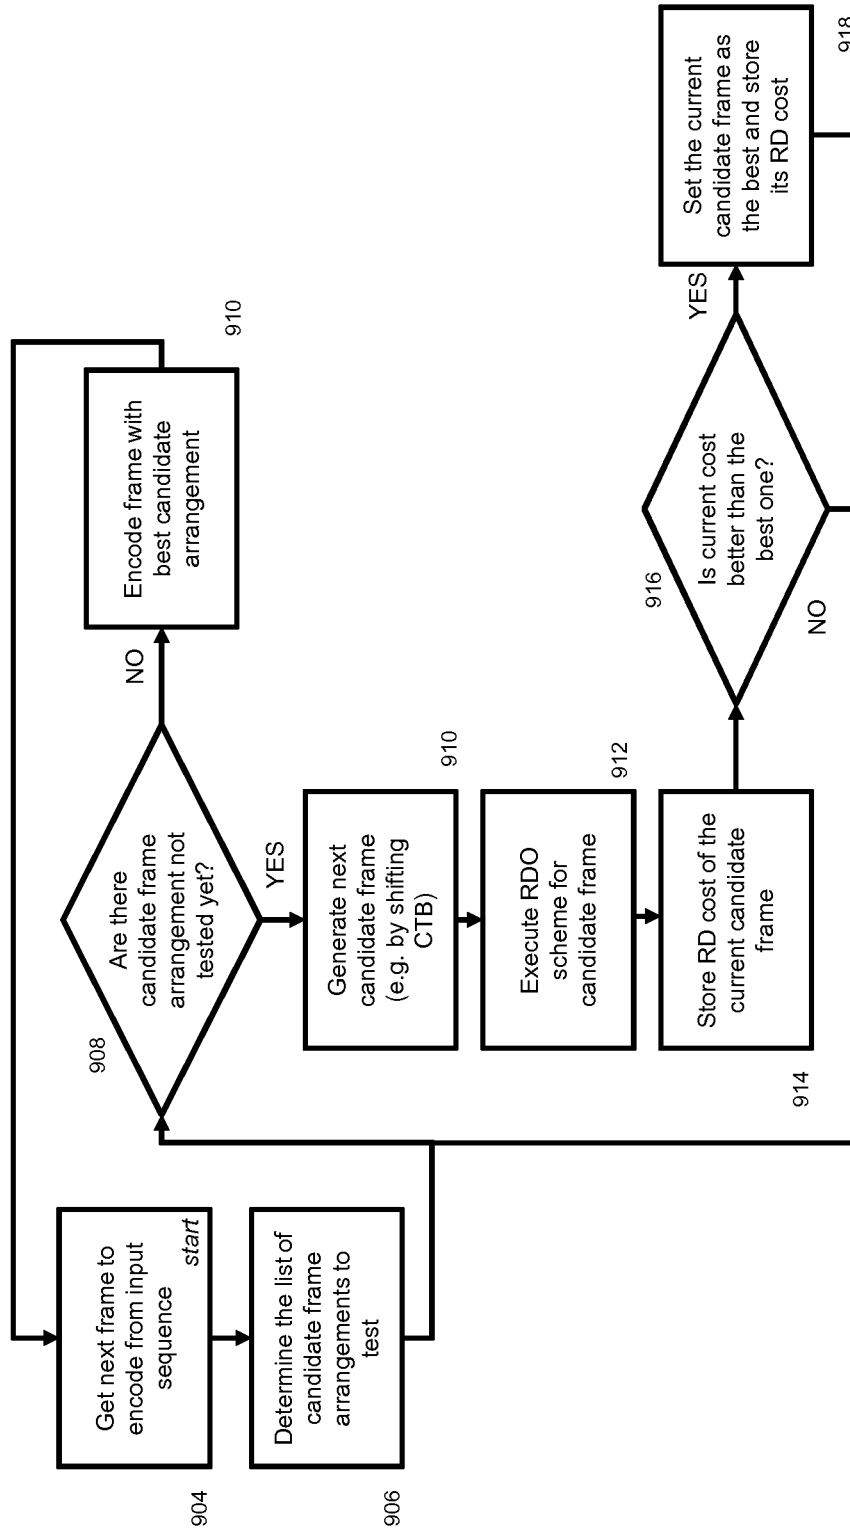 904
Get next frame to
encode from input
sequence
start
906
Determine the list of
candidate frame
arrangements to
test
908
Are there
candidate frame
arrangement not
tested yet?
NO
Encode frame with
best candidate
arrangement
910
YES
Generate next
candidate frame
(e.g. by shifting
CTB)
910
Execute RDO
scheme for
candidate frame
912
Store RD cost of the
current candidate
frame
914
916
Is current cost
better than the
best one?
NO
YES
Set the current
candidate frame as
the best and store
its RD cost
918